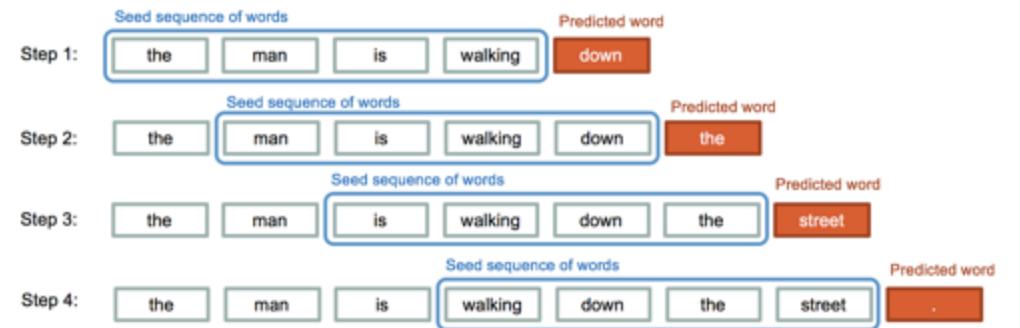 Seed sequence of words
Predicted word
Step 1: the man is walking down
Seed sequence of words
Predicted word
Step 2: the man is walking down the
Seed sequence of words
Predicted word
Step 3: the man is walking down the street
Seed sequence of words
Predicted word
Step 4: the man is walking down the street .